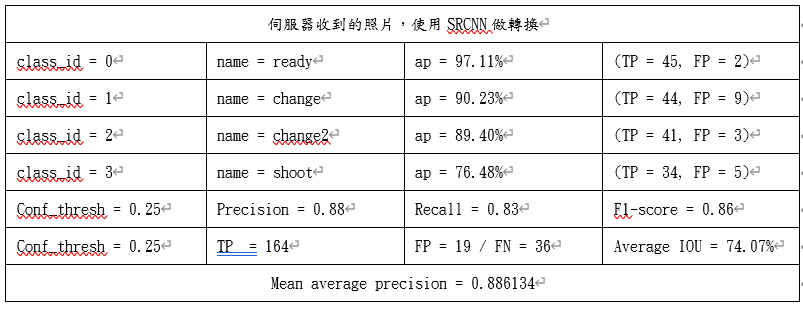 伺服器收到的照片，使用 SRCNN 做轉換
class_id = 0 name = ready ap = 97.11% (TP = 45, FP = 2)
class_id = 1 name = change ap = 90.23% (TP = 44, FP = 9)
class_id = 2 name = change2 ap = 89.40% (TP = 41, FP = 3)
class_id = 3 name = shoot ap = 76.48% (TP = 34, FP = 5)
Conf_thresh = 0.25 Precision = 0.88 Recall = 0.83 F1-score = 0.86
Conf_thresh = 0.25 TP  = 164 FP = 19 / FN = 36 Average IOU = 74.07%
Mean average precision = 0.886134